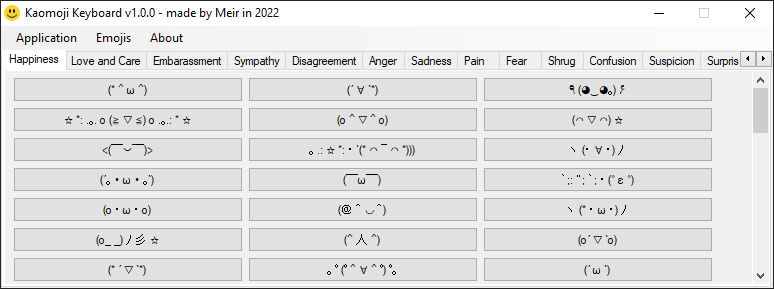 Kaomoji Keyboard v1.0.0 - made by Meir in 2022
Application Emojis About
Happiness Love and Care Embarassment Sympathy Disagreement Anger Sadness Pain Fear Shrug Confusion Suspicion Surpris
(* ^ ω ^) (´ ∀ `*) ٩(◕‿◕｡)۶
☆*:.｡.o(≧▽≦)o.｡.:*☆ (o^▽^o) (⌒▽⌒)☆
<(￣︶￣)> 。.:☆*:･'(*⌒―⌒*))) ヽ(・∀・)ﾉ
(´｡• ω •｡`) (￣ω￣) ｀;:゛;｀;･(°ε° )
(o･ω･o) (＠＾◡＾) ヽ(*・ω・)ﾉ
(o_ _)ﾉ彡☆ (^人^) (o´▽`o)
(*´▽`*) ｡ﾟ( ﾟ^∀^ﾟ)ﾟ｡ (´ω`)